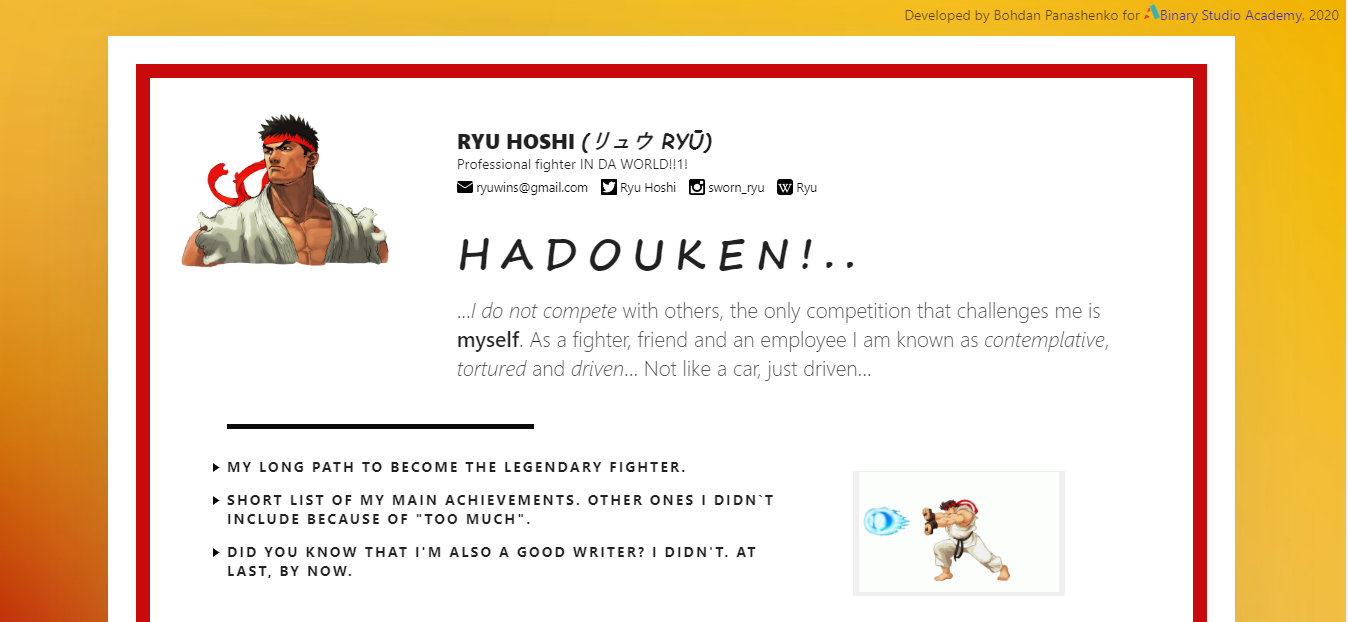 Developed by Bohdan Panashenko for Binary Studio Academy, 2020
RYU HOSHI (リュウ RYŪ)
Professional fighter IN DA WORLD!!1!
ryuwins@gmail.com Ryu Hoshi sworn_ryu W Ryu
HADOUKEN!..
...I do not compete with others, the only competition that challenges me is
myself. As a fighter, friend and an employee I am known as contemplative,
tortured and driven... Not like a car, just driven...
MY LONG PATH TO BECOME THE LEGENDARY FIGHTER.
SHORT LIST OF MY MAIN ACHIEVEMENTS. OTHER ONES I DIDN`T
INCLUDE BECAUSE OF "TOO MUCH".
DID YOU KNOW THAT I'M ALSO A GOOD WRITER? I DIDN'T. AT
LAST, BY NOW.